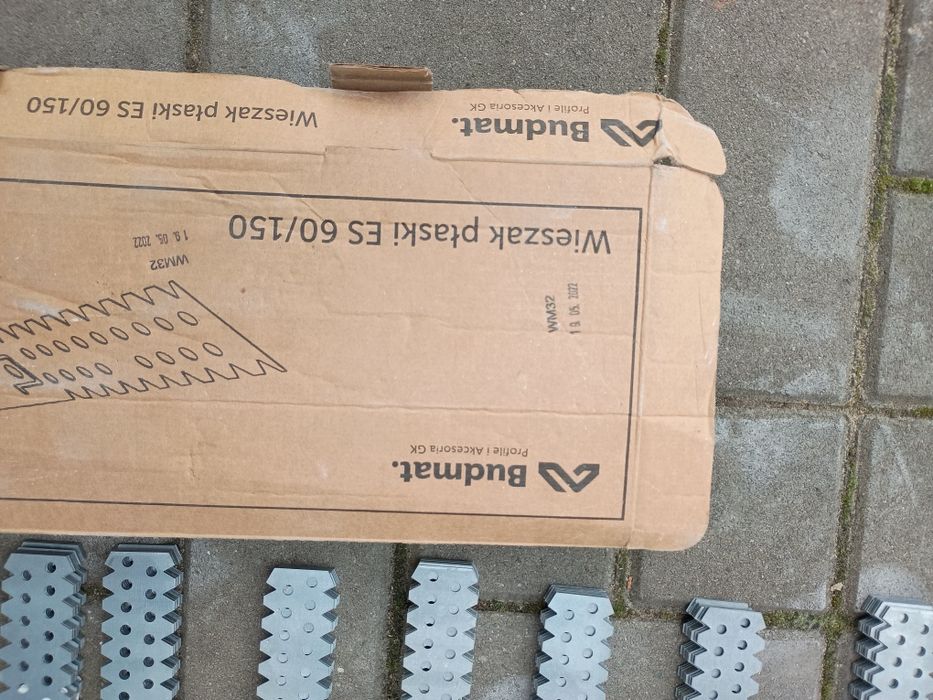 Budmat.
Profile i Akcesoria GK
Wieszak płaski ES 60/150
Wieszak płaski ES 60/150
WM32
19. 05. 2022
WM32
19. 05. 2022
Budmat.
Profile i Akcesoria GK